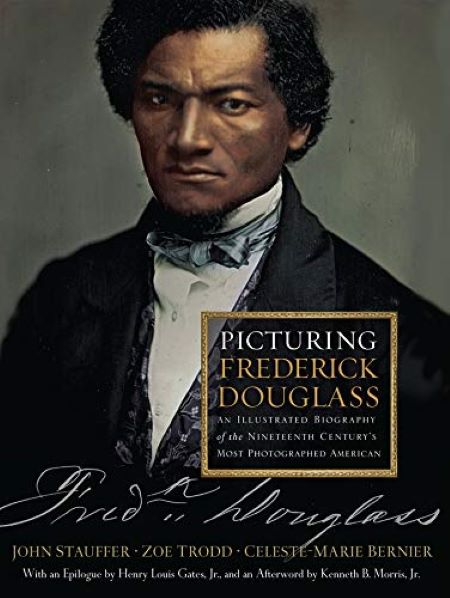 PICTURING
FREDERICK
DOUGLASS
AN ILLUSTRATED BIOGRAPHY
of the NINETEENTH CENTURY'S
MOST PHOTOGRAPHED AMERICAN
Fredk. Douglass
JOHN STAUFFER · ZOE TRODD · CELESTE-MARIE BERNIER
With an Epilogue by Henry Louis Gates, Jr., and an Afterword by Kenneth B. Morris, Jr.